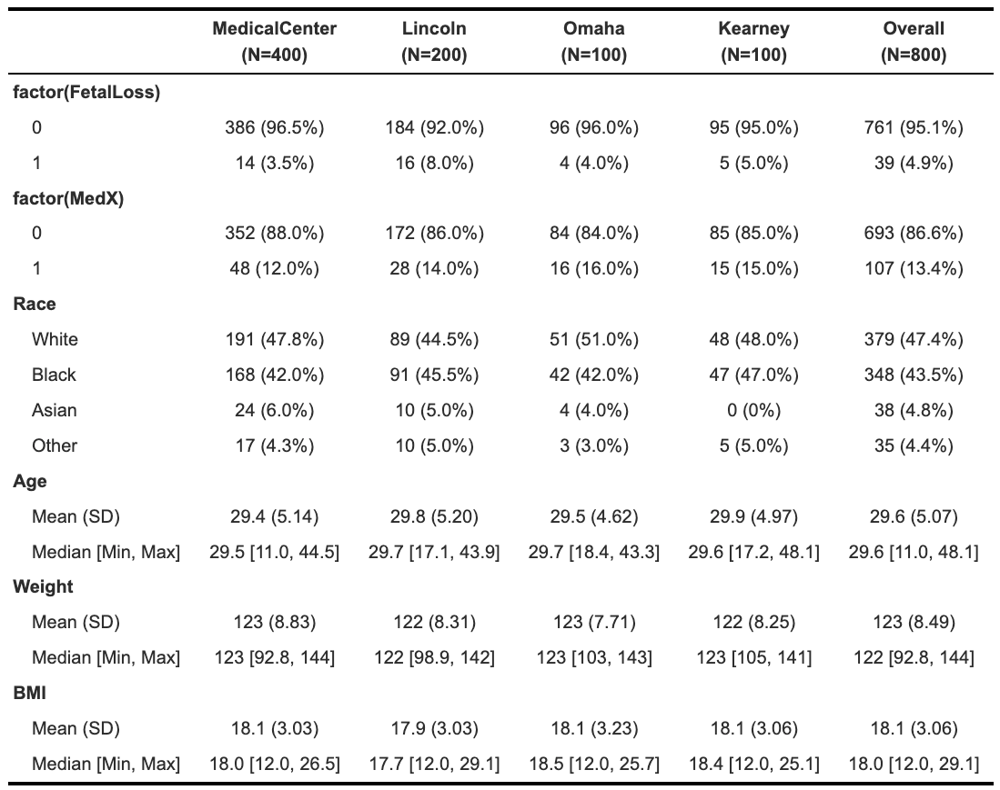 MedicalCenter Lincoln Omaha Kearney Overall
(N=400) (N=200) (N=100) (N=100) (N=800)
factor(FetalLoss)
0 386 (96.5%) 184 (92.0%) 96 (96.0%) 95 (95.0%) 761 (95.1%)
1 14 (3.5%) 16 (8.0%) 4 (4.0%) 5 (5.0%) 39 (4.9%)
factor(MedX)
0 352 (88.0%) 172 (86.0%) 84 (84.0%) 85 (85.0%) 693 (86.6%)
1 48 (12.0%) 28 (14.0%) 16 (16.0%) 15 (15.0%) 107 (13.4%)
Race
White 191 (47.8%) 89 (44.5%) 51 (51.0%) 48 (48.0%) 379 (47.4%)
Black 168 (42.0%) 91 (45.5%) 42 (42.0%) 47 (47.0%) 348 (43.5%)
Asian 24 (6.0%) 10 (5.0%) 4 (4.0%) 0 (0%) 38 (4.8%)
Other 17 (4.3%) 10 (5.0%) 3 (3.0%) 5 (5.0%) 35 (4.4%)
Age
Mean (SD) 29.4 (5.14) 29.8 (5.20) 29.5 (4.62) 29.9 (4.97) 29.6 (5.07)
Median [Min, Max] 29.5 [11.0, 44.5] 29.7 [17.1, 43.9] 29.7 [18.4, 43.3] 29.6 [17.2, 48.1] 29.6 [11.0, 48.1]
Weight
Mean (SD) 123 (8.83) 122 (8.31) 123 (7.71) 122 (8.25) 123 (8.49)
Median [Min, Max] 123 [92.8, 144] 122 [98.9, 142] 123 [103, 143] 123 [105, 141] 122 [92.8, 144]
BMI
Mean (SD) 18.1 (3.03) 17.9 (3.03) 18.1 (3.23) 18.1 (3.06) 18.1 (3.06)
Median [Min, Max] 18.0 [12.0, 26.5] 17.7 [12.0, 29.1] 18.5 [12.0, 25.7] 18.4 [12.0, 25.1] 18.0 [12.0, 29.1]